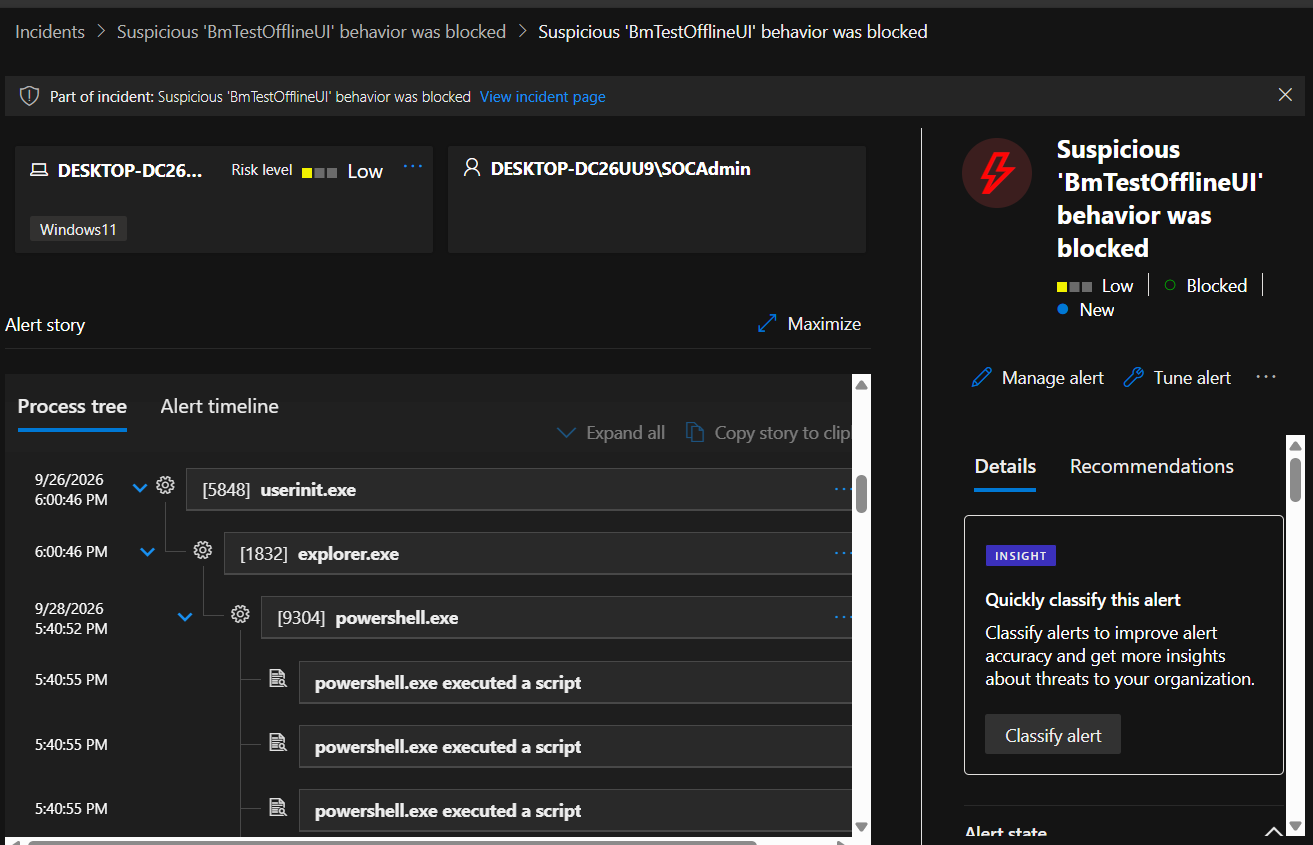 Incidents > Suspicious 'BmTestOfflineUI' behavior was blocked > Suspicious 'BmTestOfflineUI' behavior was blocked
Part of incident: Suspicious 'BmTestOfflineUI' behavior was blocked View incident page
DESKTOP-DC26... Risk level Low ...
Windows11
DESKTOP-DC26UU9\SOCAdmin
Alert story
Maximize
Process tree
Alert timeline
Expand all
Copy story to clip
9/26/2026
6:00:46 PM
[5848] userinit.exe ...
6:00:46 PM
[1832] explorer.exe ...
9/28/2026
5:40:52 PM
[9304] powershell.exe ...
5:40:55 PM
powershell.exe executed a script
5:40:55 PM
powershell.exe executed a script
5:40:55 PM
powershell.exe executed a script
Suspicious
'BmTestOfflineUI'
behavior was
blocked
Low | Blocked |
New
Manage alert
Tune alert
...
Details
Recommendations
INSIGHT
Quickly classify this alert
Classify alerts to improve alert
accuracy and get more insights
about threats to your organization.
Classify alert
Alert state